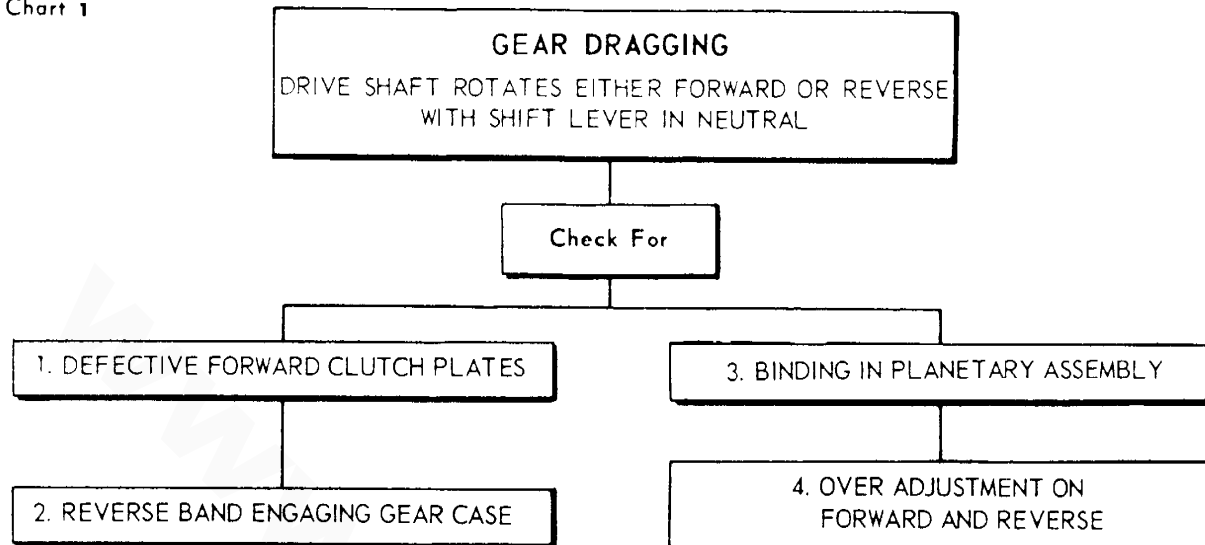 Chart 1
GEAR DRAGGING
DRIVE SHAFT ROTATES EITHER FORWARD OR REVERSE
WITH SHIFT LEVER IN NEUTRAL
Check For
1. DEFECTIVE FORWARD CLUTCH PLATES
2. REVERSE BAND ENGAGING GEAR CASE
3. BINDING IN PLANETARY ASSEMBLY
4. OVER ADJUSTMENT ON
FORWARD AND REVERSE